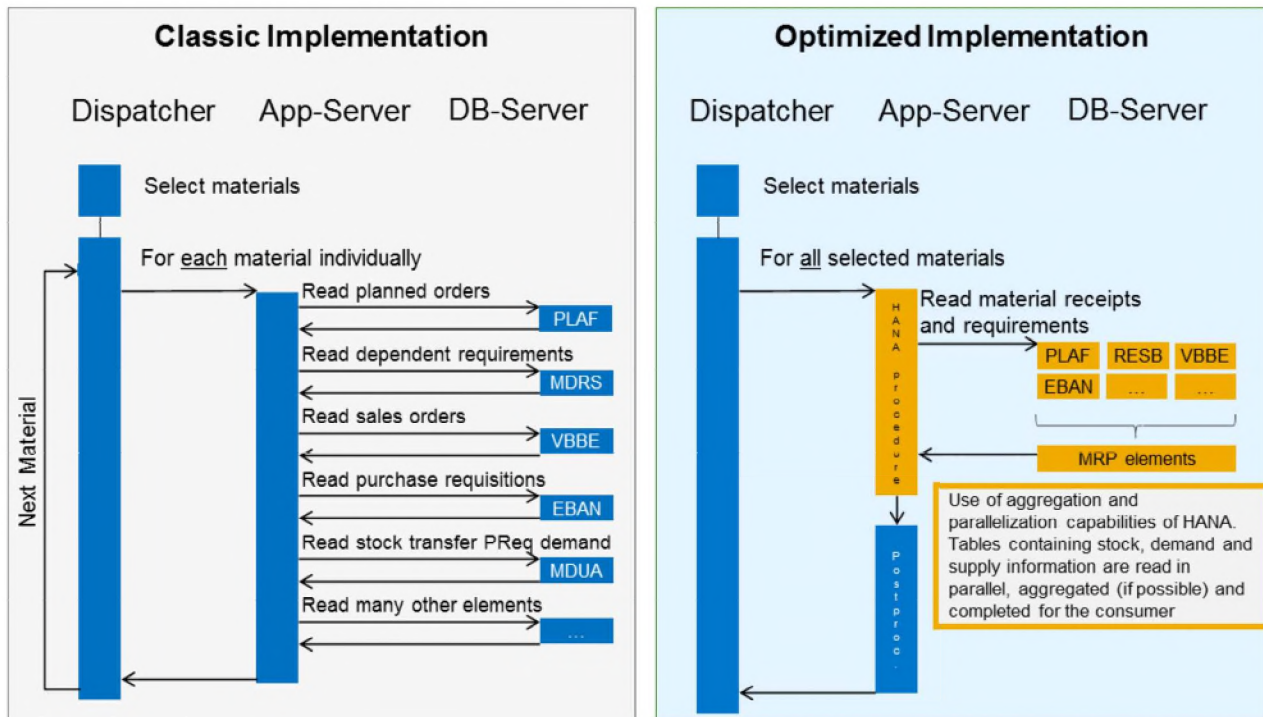 Classic Implementation
Dispatcher App-Server DB-Server
Select materials
For each material individually
Read planned orders
PLAF
Read dependent requirements
MDRS
Read sales orders
VBBE
Read purchase requisitions
EBAN
Read stock transfer PReq demand
MDUA
Read many other elements
...
Next Material
Optimized Implementation
Dispatcher App-Server DB-Server
Select materials
For all selected materials
HANA procedure
Read material receipts
and requirements
PLAF RESB VBBE
EBAN ... ...
MRP elements
Postproc.
Use of aggregation and
parallelization capabilities of HANA.
Tables containing stock, demand and
supply information are read in
parallel, aggregated (if possible) and
completed for the consumer